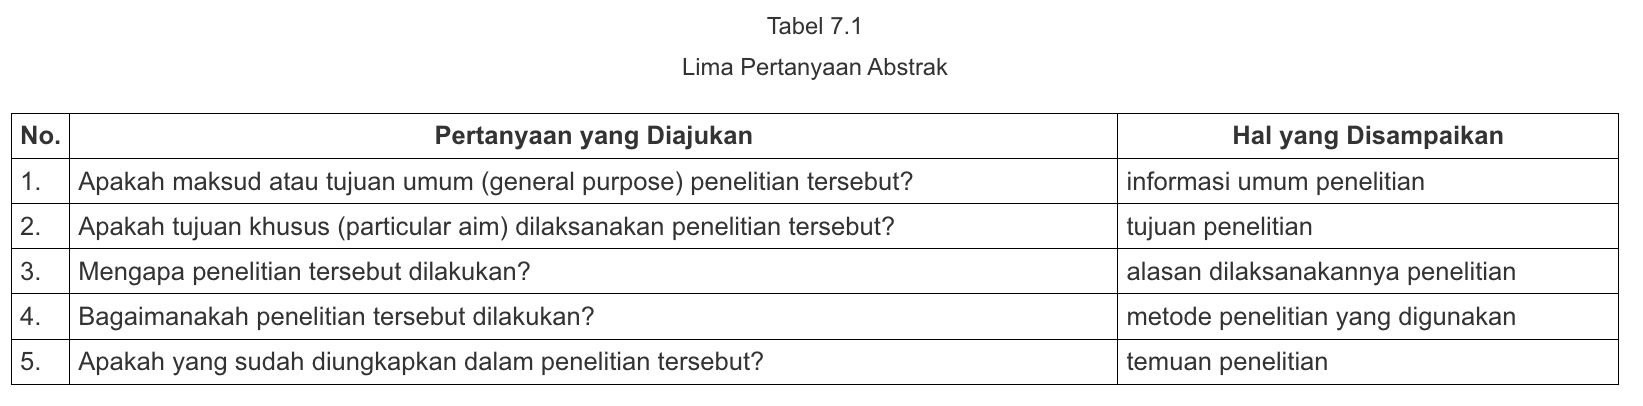 Tabel 7.1
Lima Pertanyaan Abstrak
No. Pertanyaan yang Diajukan Hal yang Disampaikan
1. Apakah maksud atau tujuan umum (general purpose) penelitian tersebut? informasi umum penelitian
2. Apakah tujuan khusus (particular aim) dilaksanakan penelitian tersebut? tujuan penelitian
3. Mengapa penelitian tersebut dilakukan? alasan dilaksanakannya penelitian
4. Bagaimanakah penelitian tersebut dilakukan? metode penelitian yang digunakan
5. Apakah yang sudah diungkapkan dalam penelitian tersebut? temuan penelitian